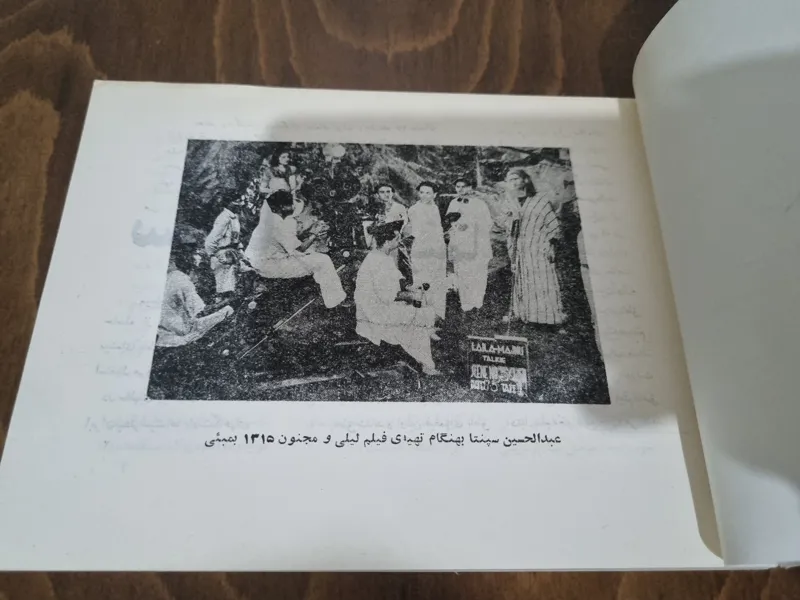 LAILA-MAJNU
TALKIE
عبدالحسین سپنتا بهنگام تهیه‌ی فیلم لیلی و مجنون ۱۳۱۵ بمبئی